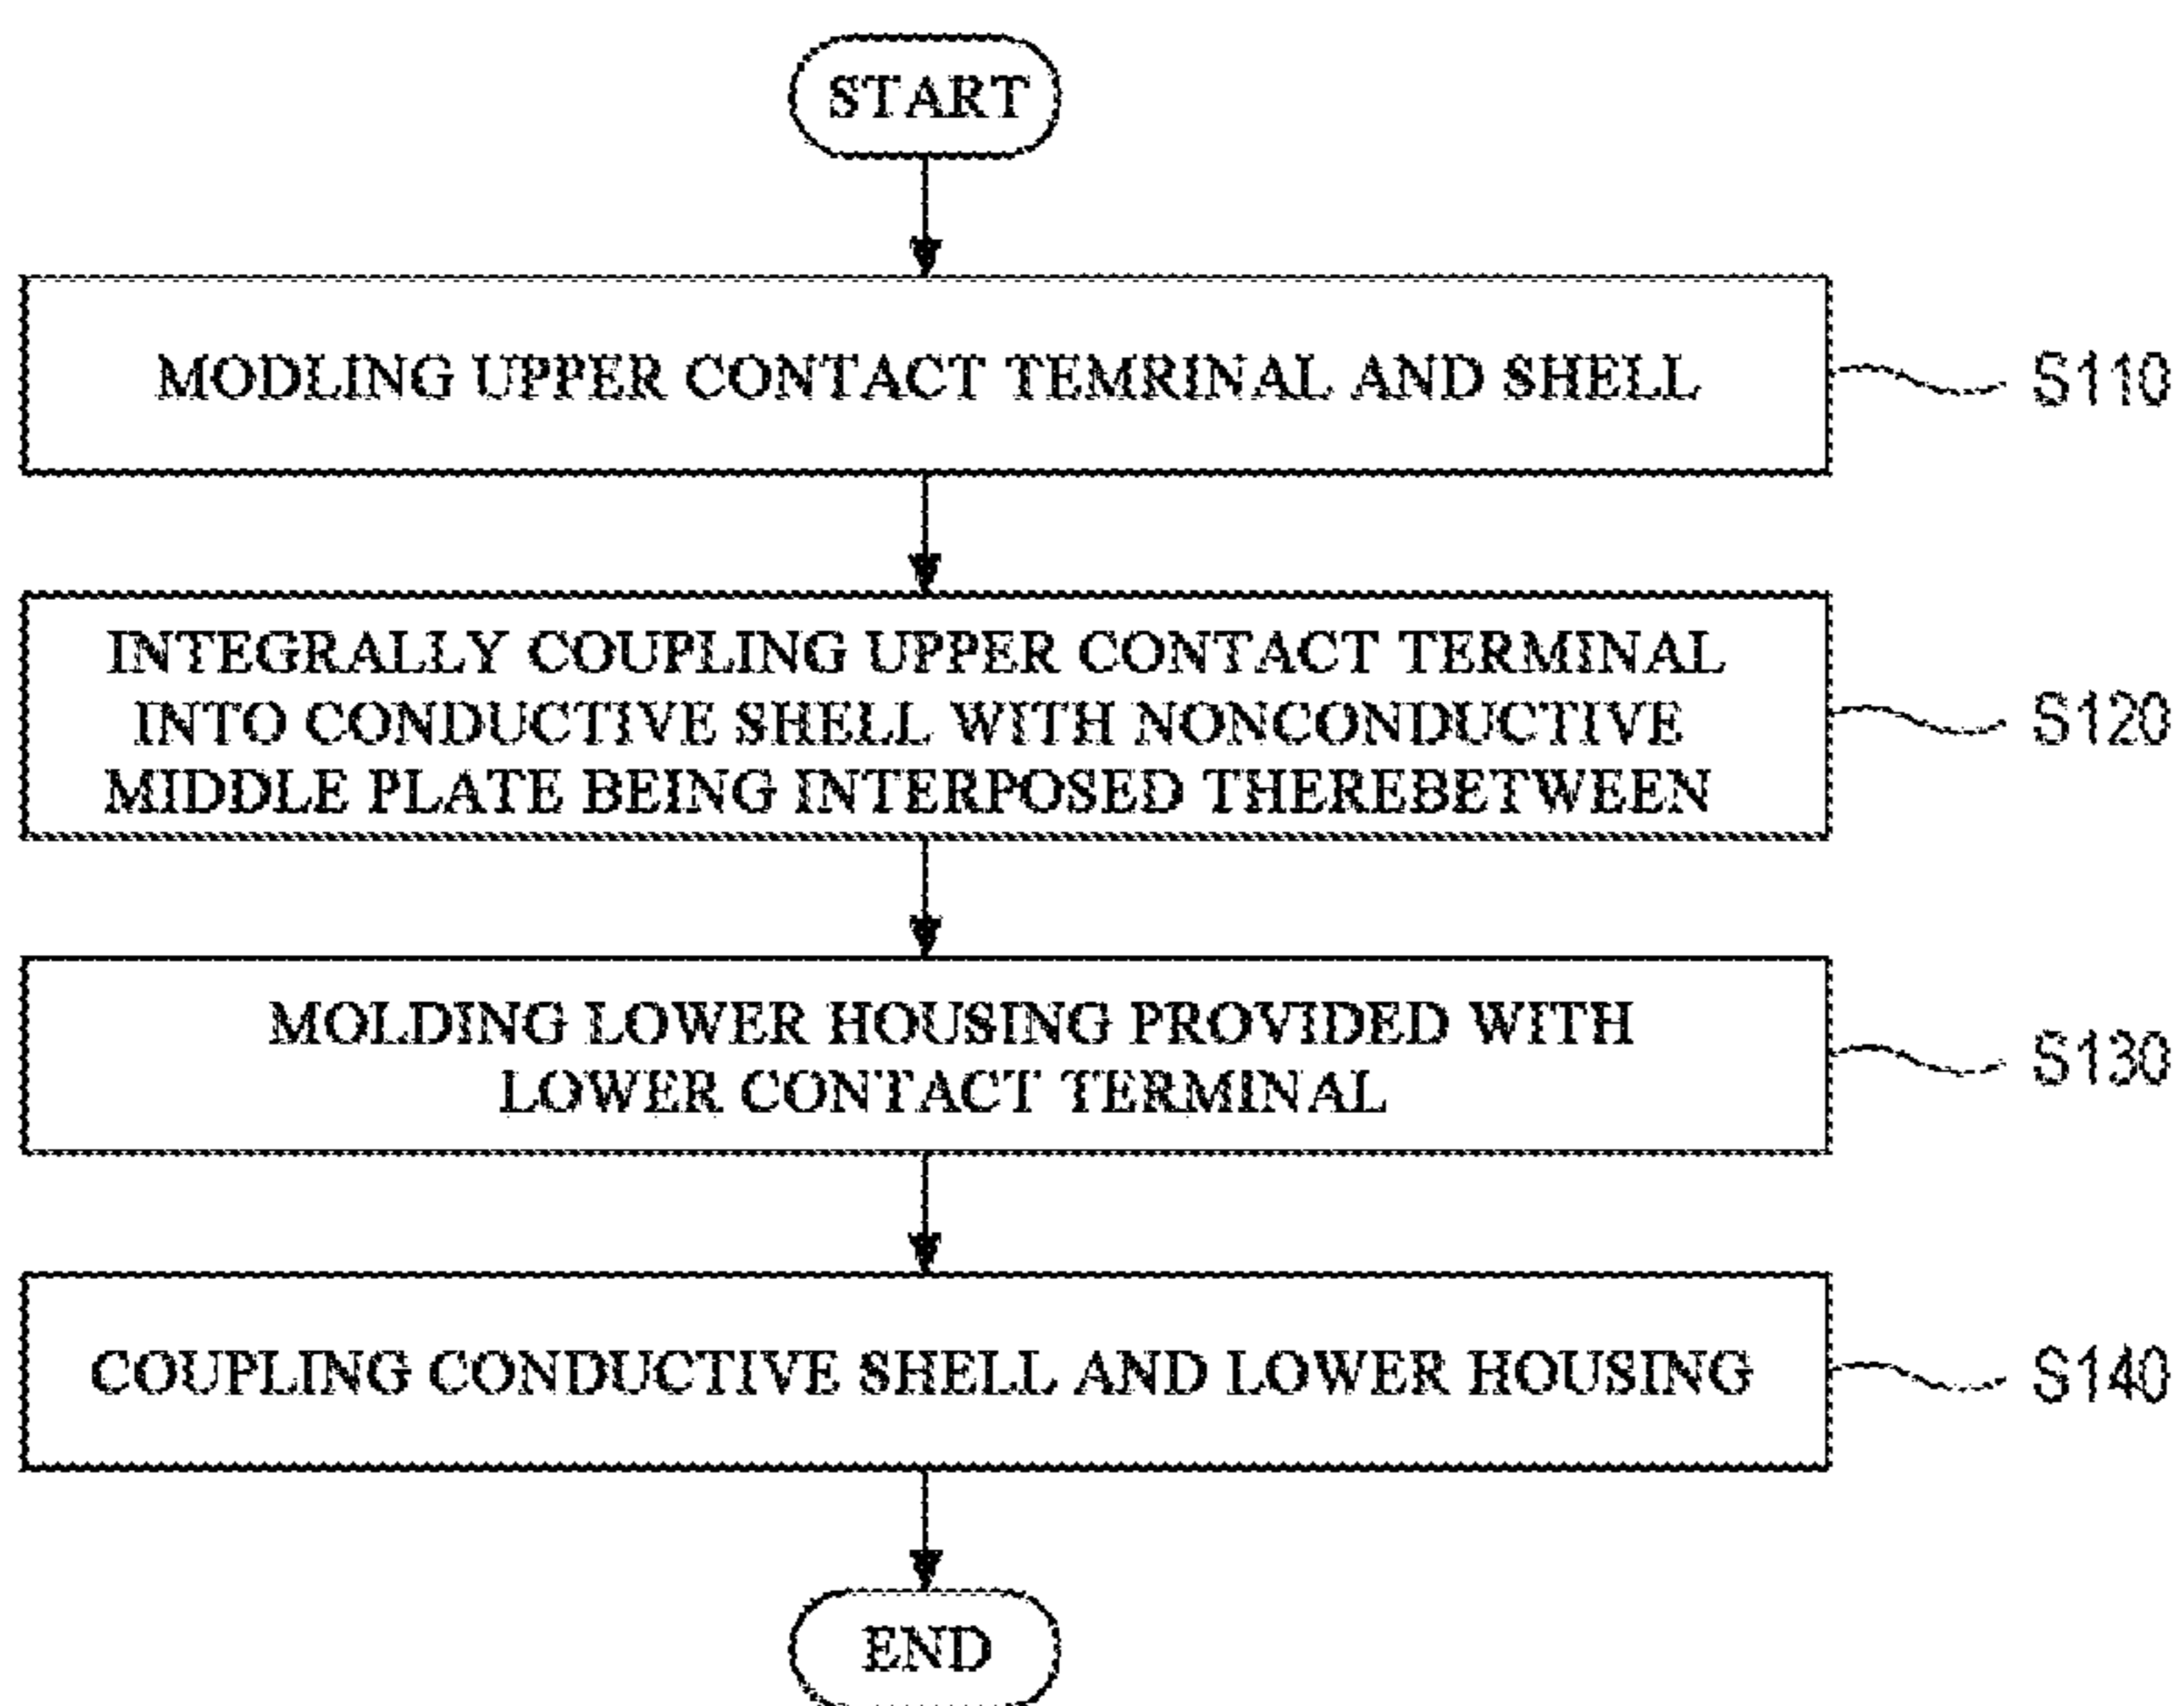 START
MODLING UPPER CONTACT TEMRINAL AND SHELL
S110
INTEGRALLY COUPLING UPPER CONTACT TERMINAL
INTO CONDUCTIVE SHELL WITH NONCONDUCTIVE
MIDDLE PLATE BEING INTERPOSED THEREBETWEEN
S120
MOLDING LOWER HOUSING PROVIDED WITH
LOWER CONTACT TERMINAL
S130
COUPLING CONDUCTIVE SHELL AND LOWER HOUSING
S140
END